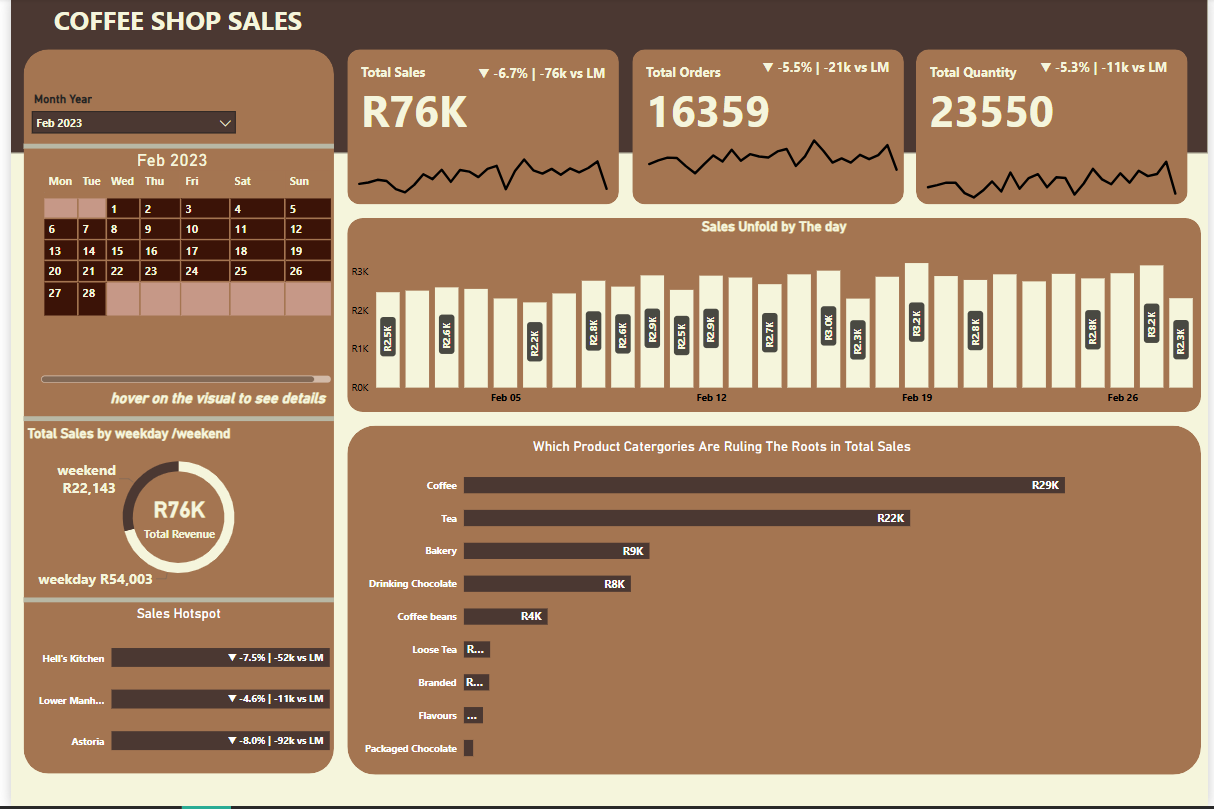 COFFEE SHOP SALES
Month Year
Feb 2023
Feb 2023
Mon Tue Wed Thu Fri Sat Sun
1 2 3 4 5
6 7 8 9 10 11 12
13 14 15 16 17 18 19
20 21 22 23 24 25 26
27 28
hover on the visual to see details
Total Sales by weekday /weekend
weekend
R22,143
R76K
Total Revenue
weekday R54,003
Sales Hotspot
Hell's Kitchen ▼ -7.5% | -52k vs LM
Lower Manh... ▼ -4.6% | -11k vs LM
Astoria ▼ -8.0% | -92k vs LM
Total Sales ▼ -6.7% | -76k vs LM
R76K
Total Orders ▼ -5.5% | -21k vs LM
16359
Total Quantity ▼ -5.3% | -11k vs LM
23550
Sales Unfold by The day
R3K
R2K
R1K
R0K
R2.5K R2.6K R2.2K R2.8K R2.6K R2.9K R2.5K R2.9K R2.7K R3.0K R2.3K R3.2K R2.8K R2.8K R3.2K R2.3K
Feb 05 Feb 12 Feb 19 Feb 26
Which Product Catergories Are Ruling The Roots in Total Sales
Coffee R29K
Tea R22K
Bakery R9K
Drinking Chocolate R8K
Coffee beans R4K
Loose Tea R...
Branded R...
Flavours ...
Packaged Chocolate